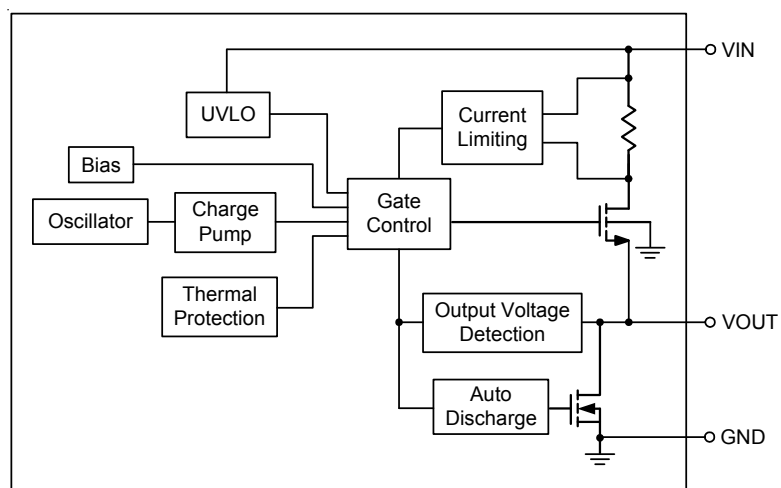 VIN
UVLO
Current
Limiting
Bias
Gate
Control
Oscillator
Charge
Pump
Thermal
Protection
Output Voltage
Detection
VOUT
Auto
Discharge
GND